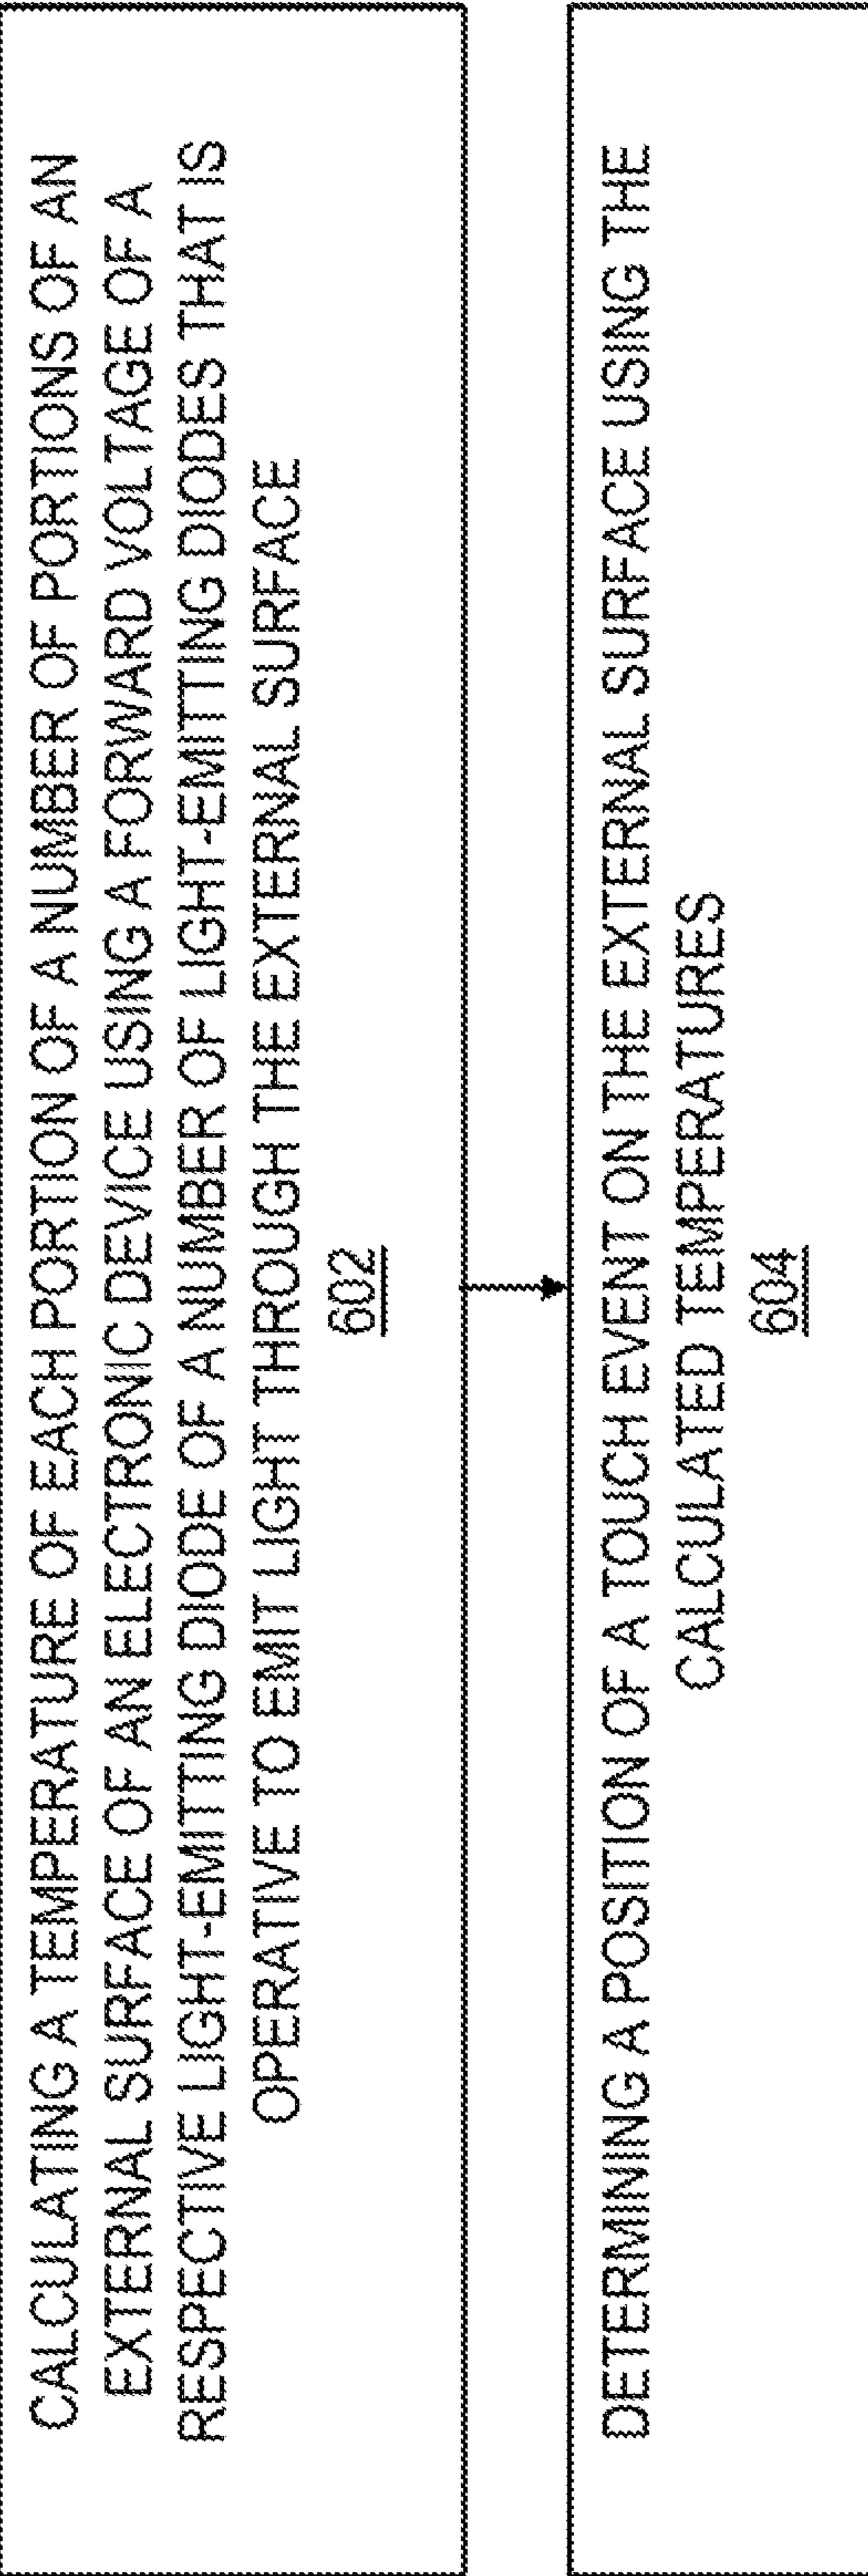 CALCULATING A TEMPERATURE OF EACH PORTION OF A NUMBER OF PORTIONS OF AN
EXTERNAL SURFACE OF AN ELECTRONIC DEVICE USING A FORWARD VOLTAGE OF A
RESPECTIVE LIGHT-EMITTING DIODE OF A NUMBER OF LIGHT-EMITTING DIODES THAT IS
OPERATIVE TO EMIT LIGHT THROUGH THE EXTERNAL SURFACE
602
DETERMINING A POSITION OF A TOUCH EVENT ON THE EXTERNAL SURFACE USING THE
CALCULATED TEMPERATURES
604